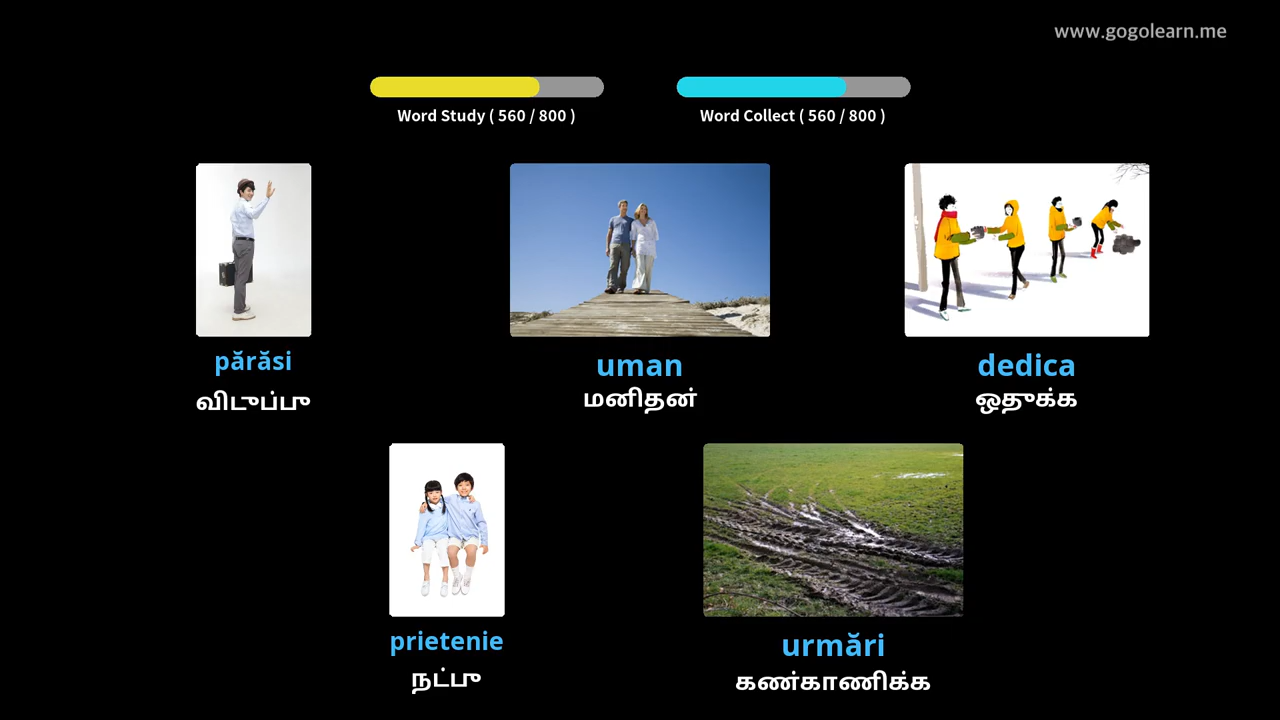 www.gogolearn.me
Word Study ( 560 / 800 )
Word Collect ( 560 / 800 )
părăsi
விடுப்பு
uman
மனிதன்
dedica
ஒதுக்க
prietenie
நட்பு
urmări
கண்காணிக்க